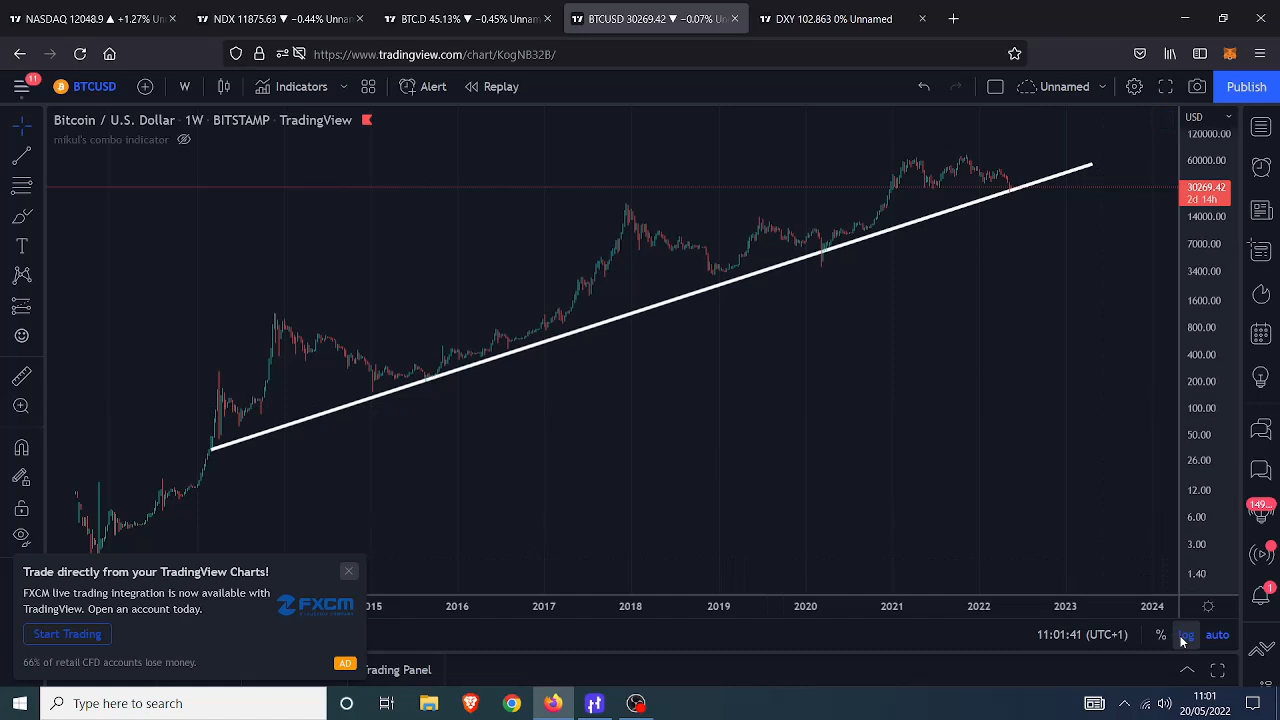 NASDAQ 12048.9 ▲ +1.27% Unnam
NDX 11875.63 ▼ −0.44% Unnam
BTC.D 45.13% ▼ −0.45% Unnam
BTCUSD 30269.42 ▼ −0.07% Un
DXY 102.863 0% Unnamed
https://www.tradingview.com/chart/KogNB32B/
11
BTCUSD
W
Indicators
Alert
Replay
Unnamed
Publish
Bitcoin / U.S. Dollar · 1W · BITSTAMP · TradingView
mikul's combo indicator
USD
120000.00
60000.00
30269.42
2d 14h
14000.00
7000.00
3400.00
1600.00
800.00
400.00
200.00
100.00
50.00
26.00
12.00
6.00
3.00
1.40
149...
1
Trade directly from your TradingView Charts!
FXCM live trading integration is now available with
TradingView. Open an account today.
FXCM
Start Trading
66% of retail CFD accounts lose money.
AD
2016
2017
2018
2019
2020
2021
2022
2023
2024
11:01:41 (UTC+1)
%
log
auto
Trading Panel
Type here to search
11:01
20/05/2022